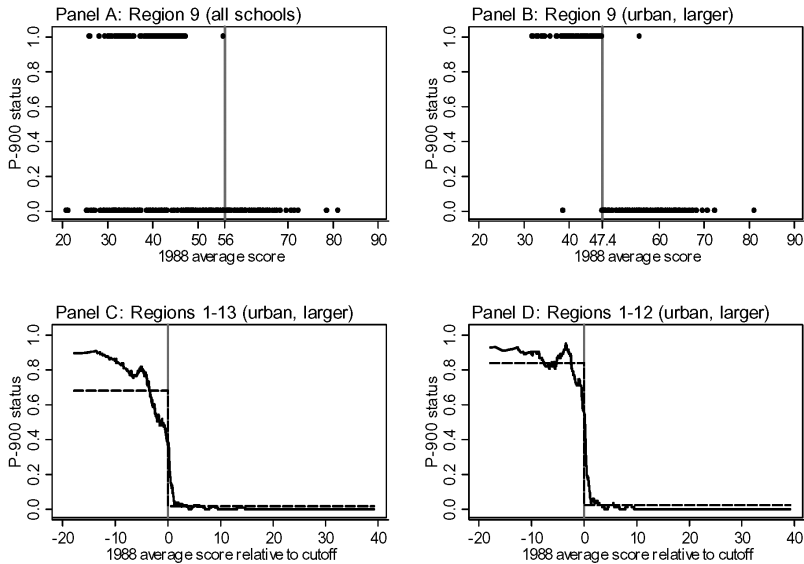 Panel A: Region 9 (all schools)
P-900 status
1.0
0.8
0.6
0.4
0.2
0.0
20 30 40 50 56 70 80 90
1988 average score
Panel B: Region 9 (urban, larger)
P-900 status
1.0
0.8
0.6
0.4
0.2
0.0
20 30 40 47.4 60 70 80 90
1988 average score
Panel C: Regions 1-13 (urban, larger)
P-900 status
1.0
0.8
0.6
0.4
0.2
0.0
-20 -10 0 10 20 30 40
1988 average score relative to cutoff
Panel D: Regions 1-12 (urban, larger)
P-900 status
1.0
0.8
0.6
0.4
0.2
0.0
-20 -10 0 10 20 30 40
1988 average score relative to cutoff